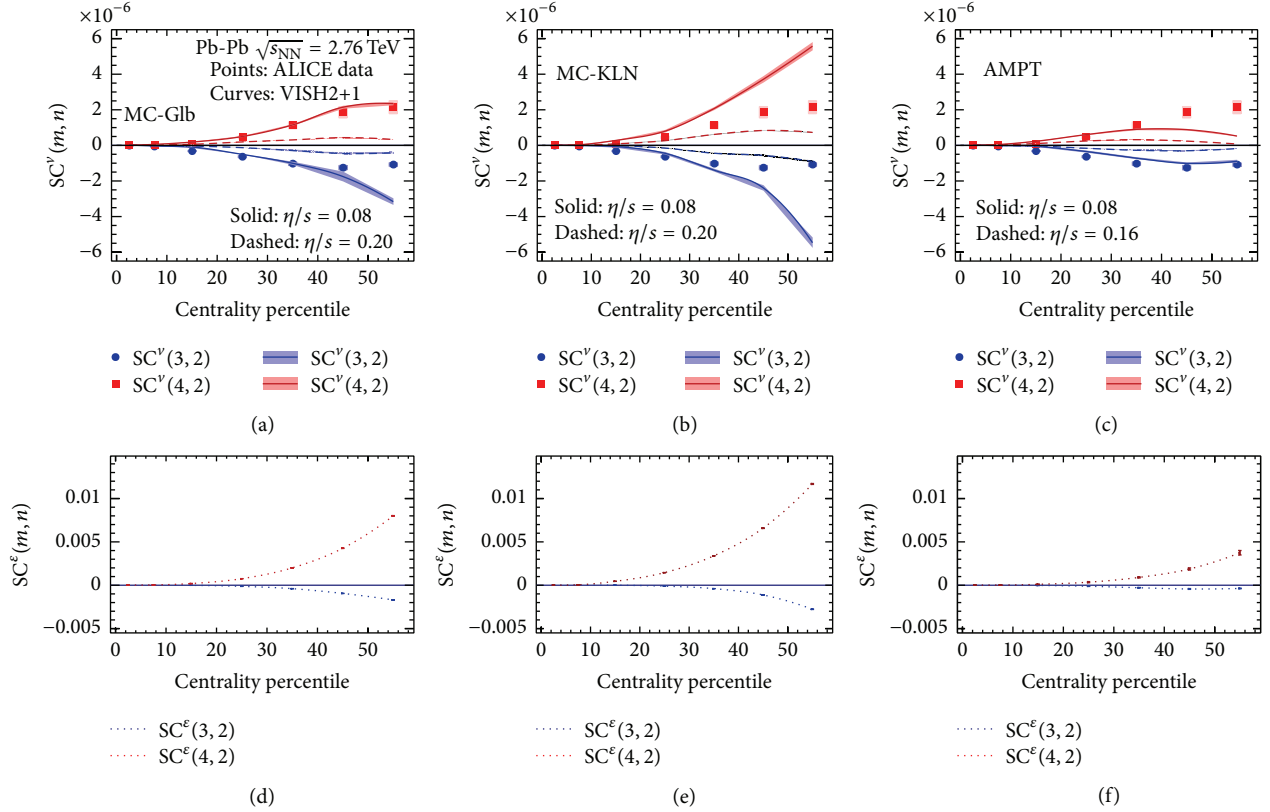 ×10⁻⁶
6
4
2
0
−2
−4
−6
SCᵛ(m, n)
Pb-Pb √sNN = 2.76 TeV
Points: ALICE data
Curves: VISH2+1
MC-Glb
Solid: η/s = 0.08
Dashed: η/s = 0.20
0 10 20 30 40 50
Centrality percentile
SCᵛ(3, 2) SCᵛ(3, 2)
SCᵛ(4, 2) SCᵛ(4, 2)
(a)
×10⁻⁶
6
4
2
0
−2
−4
−6
SCᵛ(m, n)
MC-KLN
Solid: η/s = 0.08
Dashed: η/s = 0.20
0 10 20 30 40 50
Centrality percentile
SCᵛ(3, 2) SCᵛ(3, 2)
SCᵛ(4, 2) SCᵛ(4, 2)
(b)
×10⁻⁶
6
4
2
0
−2
−4
−6
SCᵛ(m, n)
AMPT
Solid: η/s = 0.08
Dashed: η/s = 0.16
0 10 20 30 40 50
Centrality percentile
SCᵛ(3, 2) SCᵛ(3, 2)
SCᵛ(4, 2) SCᵛ(4, 2)
(c)
0.01
0.005
0
−0.005
SCᵋ(m, n)
0 10 20 30 40 50
Centrality percentile
SCᵋ(3, 2)
SCᵋ(4, 2)
(d)
0.01
0.005
0
−0.005
SCᵋ(m, n)
0 10 20 30 40 50
Centrality percentile
SCᵋ(3, 2)
SCᵋ(4, 2)
(e)
0.01
0.005
0
−0.005
SCᵋ(m, n)
0 10 20 30 40 50
Centrality percentile
SCᵋ(3, 2)
SCᵋ(4, 2)
(f)